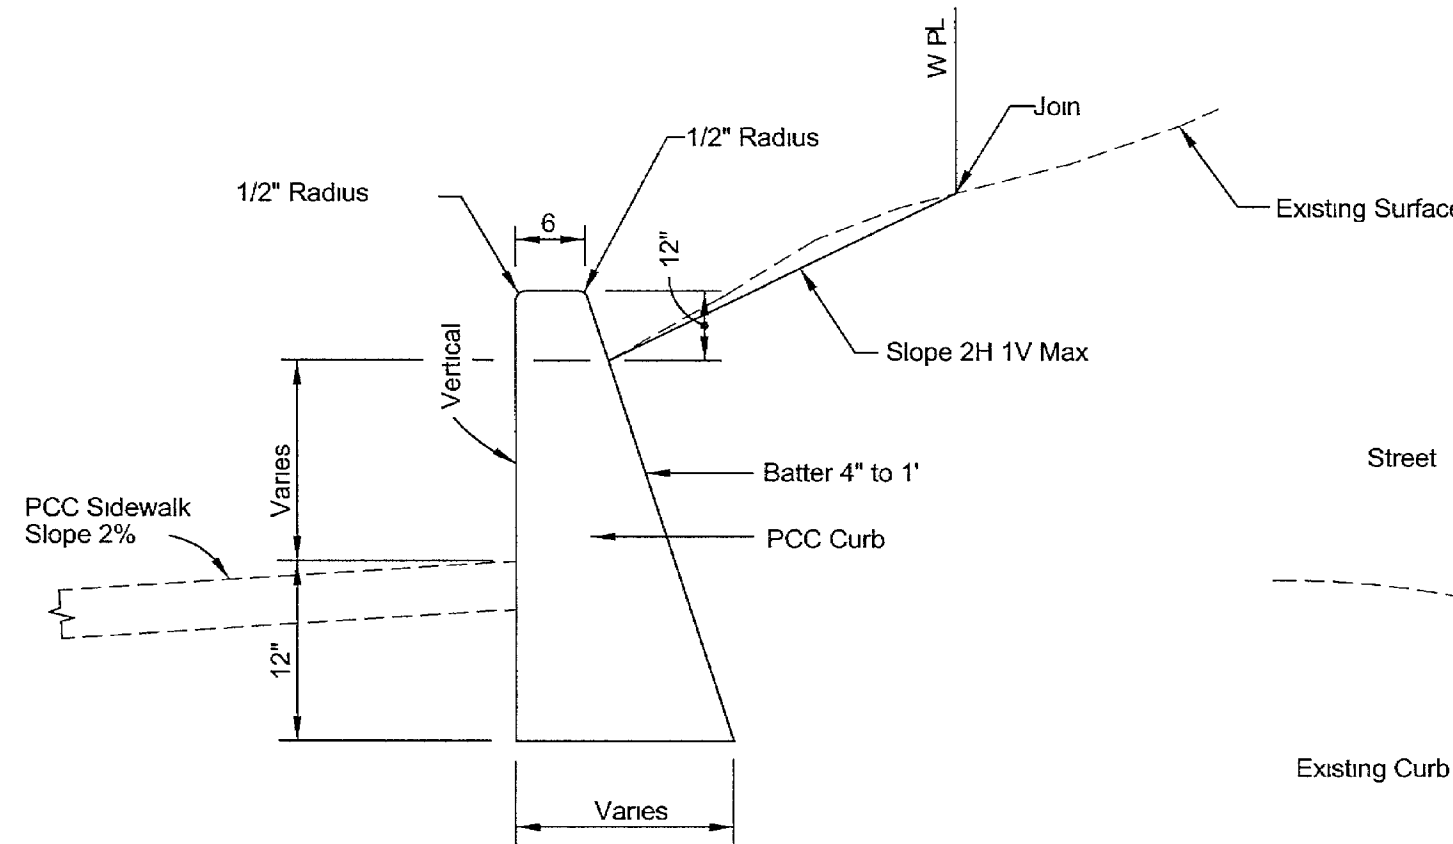 W PL
Join
1/2" Radius
1/2" Radius
6
12"
Existing Surface
Vertical
Slope 2H 1V Max
Varies
Batter 4" to 1'
Street
PCC Sidewalk
Slope 2%
PCC Curb
12"
Existing Curb
Varies